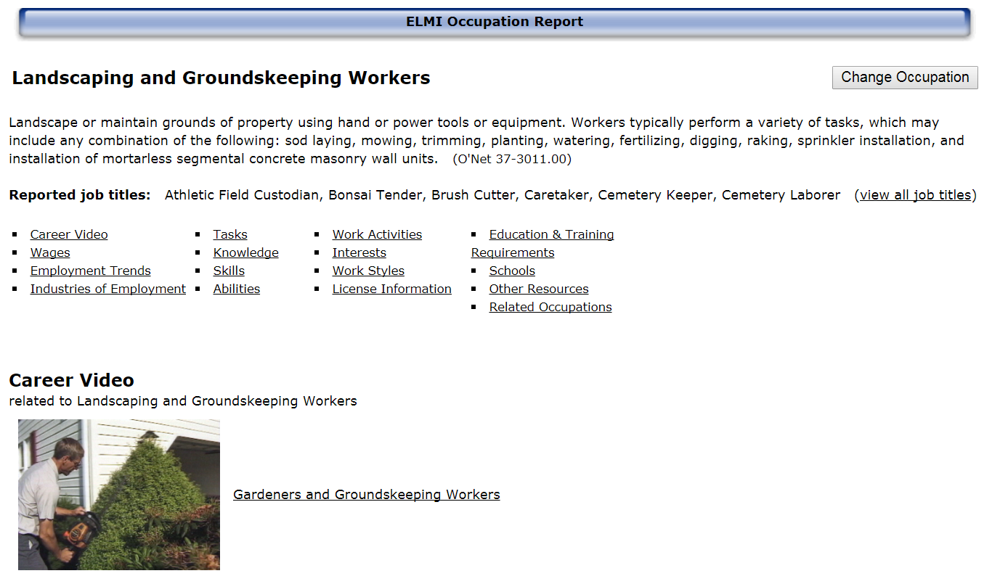 ELMI Occupation Report
Landscaping and Groundskeeping Workers
Change Occupation
Landscape or maintain grounds of property using hand or power tools or equipment. Workers typically perform a variety of tasks, which may
include any combination of the following: sod laying, mowing, trimming, planting, watering, fertilizing, digging, raking, sprinkler installation, and
installation of mortarless segmental concrete masonry wall units. (O'Net 37-3011.00)
Reported job titles: Athletic Field Custodian, Bonsai Tender, Brush Cutter, Caretaker, Cemetery Keeper, Cemetery Laborer (view all job titles)
Career Video
Wages
Employment Trends
Industries of Employment
Tasks
Knowledge
Skills
Abilities
Work Activities
Interests
Work Styles
License Information
Education & Training
Requirements
Schools
Other Resources
Related Occupations
Career Video
related to Landscaping and Groundskeeping Workers
Gardeners and Groundskeeping Workers